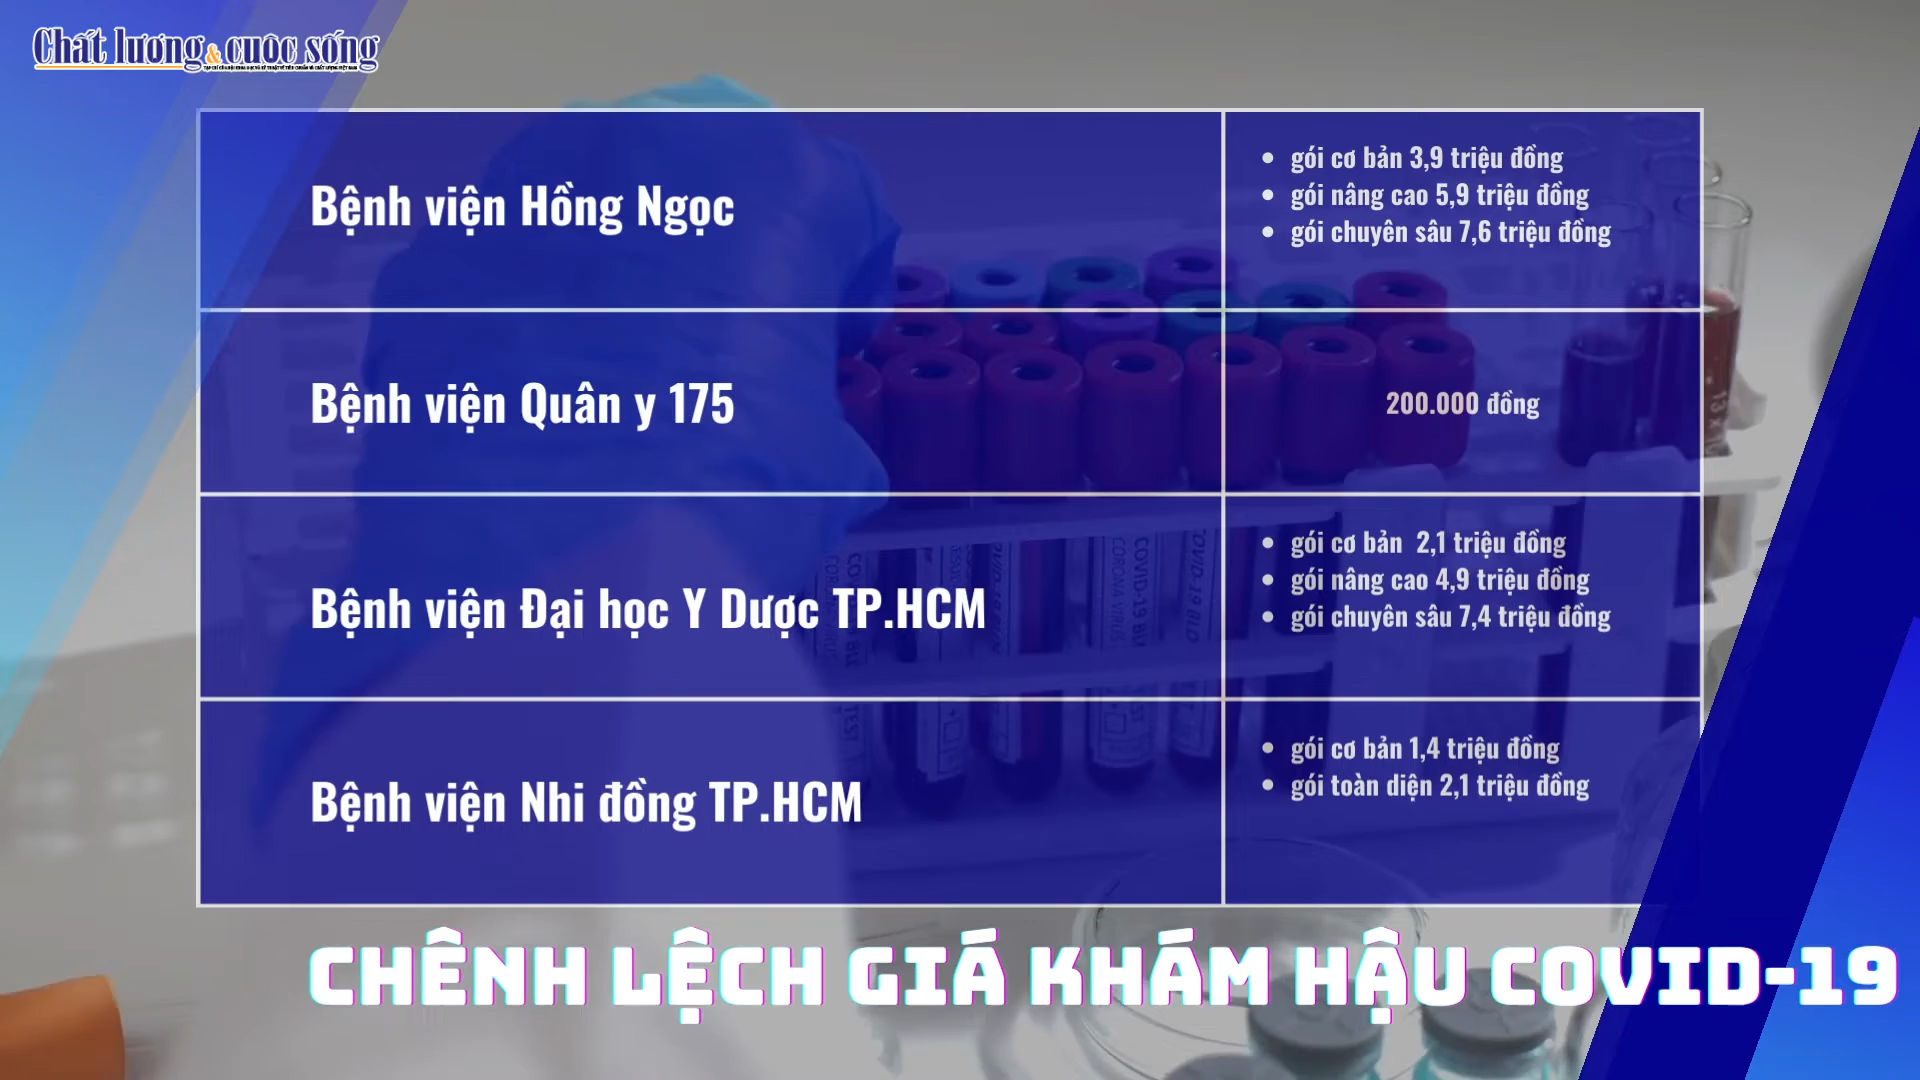 Chất lượng & cuộc sống
Bệnh viện Hồng Ngọc
• gói cơ bản 3,9 triệu đồng
• gói nâng cao 5,9 triệu đồng
• gói chuyên sâu 7,6 triệu đồng
Bệnh viện Quân y 175
200.000 đồng
Bệnh viện Đại học Y Dược TP.HCM
• gói cơ bản 2,1 triệu đồng
• gói nâng cao 4,9 triệu đồng
• gói chuyên sâu 7,4 triệu đồng
Bệnh viện Nhi đồng TP.HCM
• gói cơ bản 1,4 triệu đồng
• gói toàn diện 2,1 triệu đồng
CHÊNH LỆCH GIÁ KHÁM HẬU COVID-19